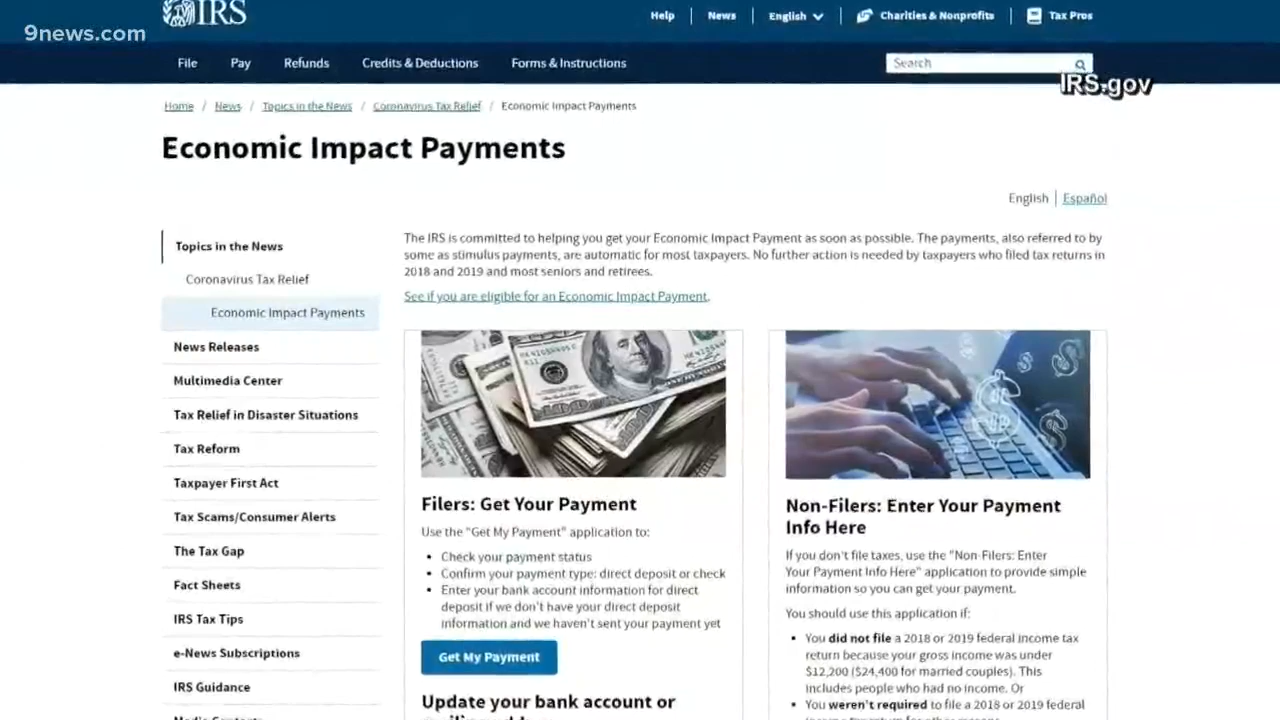 9news.com
IRS
Help
News
English
Charities & Nonprofits
Tax Pros
File
Pay
Refunds
Credits & Deductions
Forms & Instructions
Search
IRS.gov
Home / News / Topics in the News / Coronavirus Tax Relief / Economic Impact Payments
Economic Impact Payments
English | Español
Topics in the News
Coronavirus Tax Relief
Economic Impact Payments
News Releases
Multimedia Center
Tax Relief in Disaster Situations
Tax Reform
Taxpayer First Act
Tax Scams/Consumer Alerts
The Tax Gap
Fact Sheets
IRS Tax Tips
e-News Subscriptions
IRS Guidance
The IRS is committed to helping you get your Economic Impact Payment as soon as possible. The payments, also referred to by
some as stimulus payments, are automatic for most taxpayers. No further action is needed by taxpayers who filed tax returns in
2018 and 2019 and most seniors and retirees.
See if you are eligible for an Economic Impact Payment.
Filers: Get Your Payment
Use the "Get My Payment" application to:
• Check your payment status
• Confirm your payment type: direct deposit or check
• Enter your bank account information for direct
deposit if we don't have your direct deposit
information and we haven't sent your payment yet
Get My Payment
Update your bank account or
Non-Filers: Enter Your Payment
Info Here
If you don't file taxes, use the "Non-Filers: Enter
Your Payment Info Here" application to provide simple
information so you can get your payment.
You should use this application if:
• You did not file a 2018 or 2019 federal income tax
return because your gross income was under
$12,200 ($24,400 for married couples). This
includes people who had no income. Or
• You weren't required to file a 2018 or 2019 federal